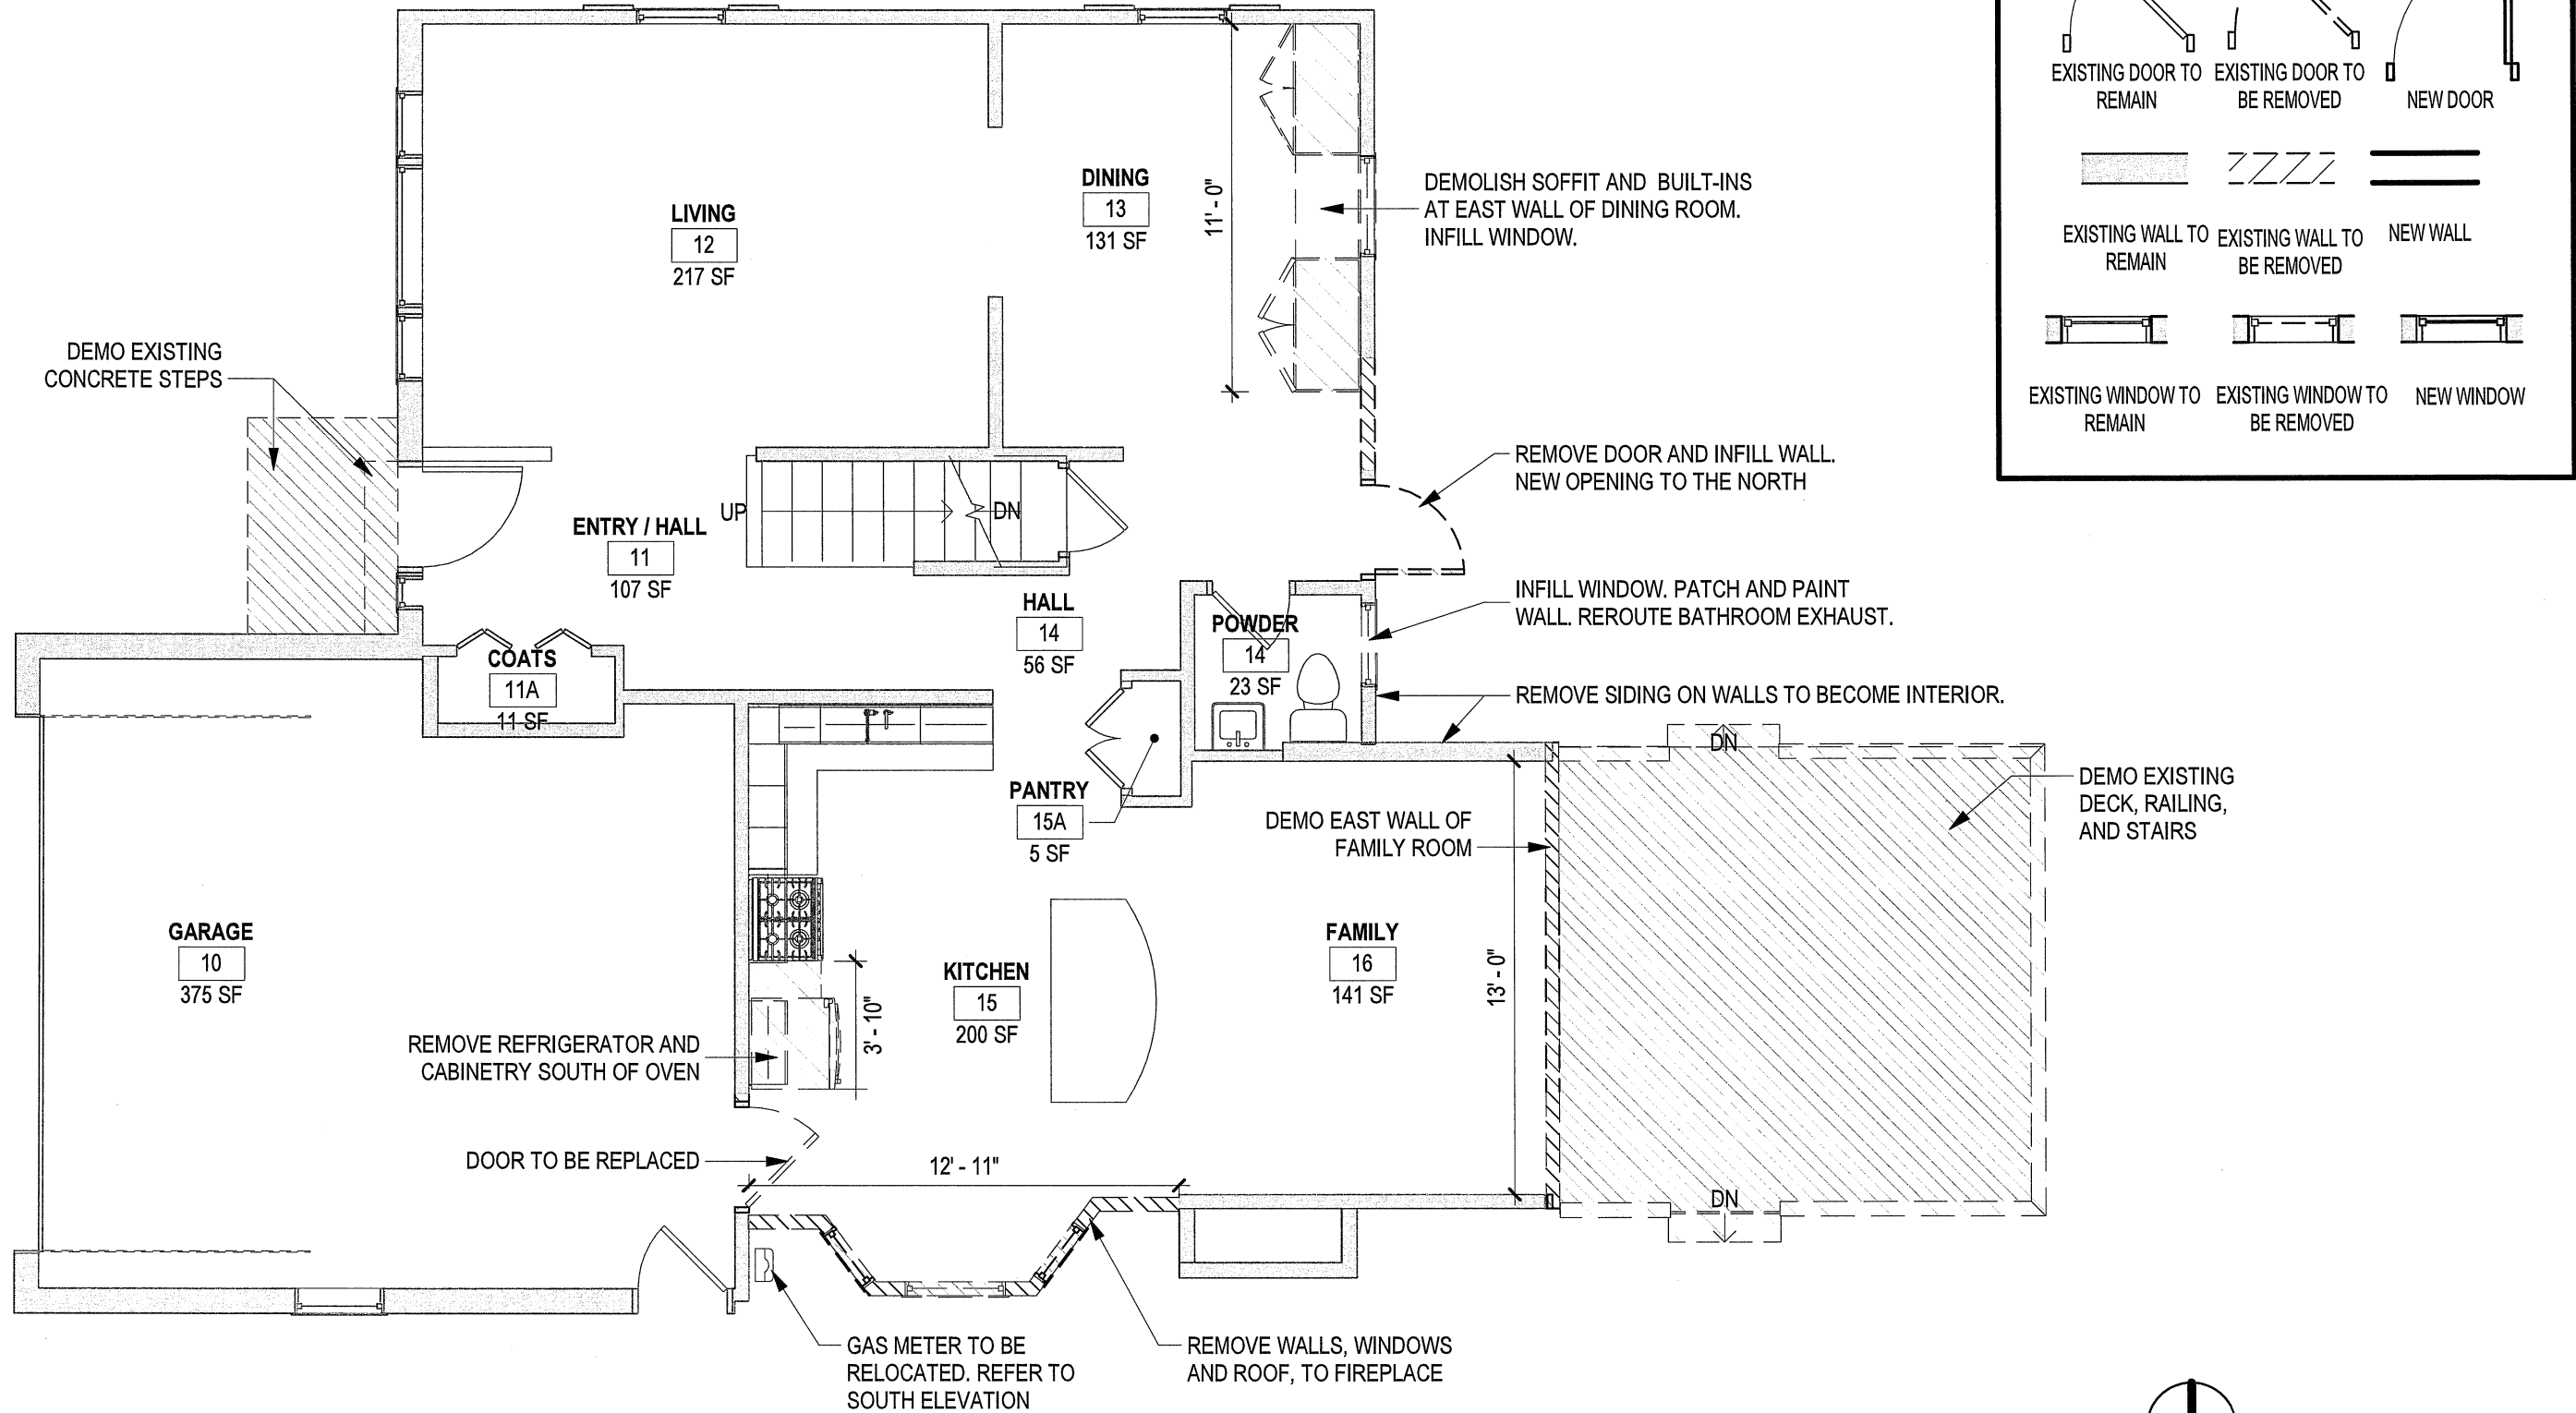 EXISTING DOOR TO
REMAIN
EXISTING DOOR TO
BE REMOVED
NEW DOOR
EXISTING WALL TO
REMAIN
EXISTING WALL TO
BE REMOVED
NEW WALL
EXISTING WINDOW TO
REMAIN
EXISTING WINDOW TO
BE REMOVED
NEW WINDOW
LIVING
12
217 SF
DINING
13
131 SF
11' - 0"
DEMOLISH SOFFIT AND BUILT-INS
AT EAST WALL OF DINING ROOM.
INFILL WINDOW.
DEMO EXISTING
CONCRETE STEPS
REMOVE DOOR AND INFILL WALL.
NEW OPENING TO THE NORTH
UP
DN
ENTRY / HALL
11
107 SF
HALL
14
56 SF
POWDER
14
23 SF
INFILL WINDOW. PATCH AND PAINT
WALL. REROUTE BATHROOM EXHAUST.
COATS
11A
11 SF
REMOVE SIDING ON WALLS TO BECOME INTERIOR.
DN
PANTRY
15A
5 SF
DEMO EAST WALL OF
FAMILY ROOM
DEMO EXISTING
DECK, RAILING,
AND STAIRS
GARAGE
10
375 SF
KITCHEN
15
200 SF
FAMILY
16
141 SF
13' - 0"
3' - 10"
REMOVE REFRIGERATOR AND
CABINETRY SOUTH OF OVEN
DOOR TO BE REPLACED
12' - 11"
DN
GAS METER TO BE
RELOCATED. REFER TO
SOUTH ELEVATION
REMOVE WALLS, WINDOWS
AND ROOF, TO FIREPLACE